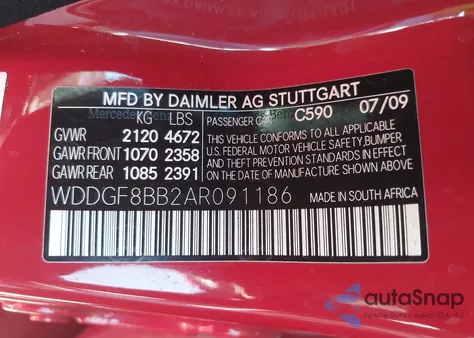 MFD BY DAIMLER AG STUTTGART
KG LBS
GVWR 2120 4672
GAWR FRONT 1070 2358
GAWR REAR 1085 2391
PASSENGER CAR C590 07/09
THIS VEHICLE CONFORMS TO ALL APPLICABLE
U.S. FEDERAL MOTOR VEHICLE SAFETY, BUMPER
AND THEFT PREVENTION STANDARDS IN EFFECT
ON THE DATE OF MANUFACTURE SHOWN ABOVE.
WDDGF8BB2AR091186 MADE IN SOUTH AFRICA
autoSnap